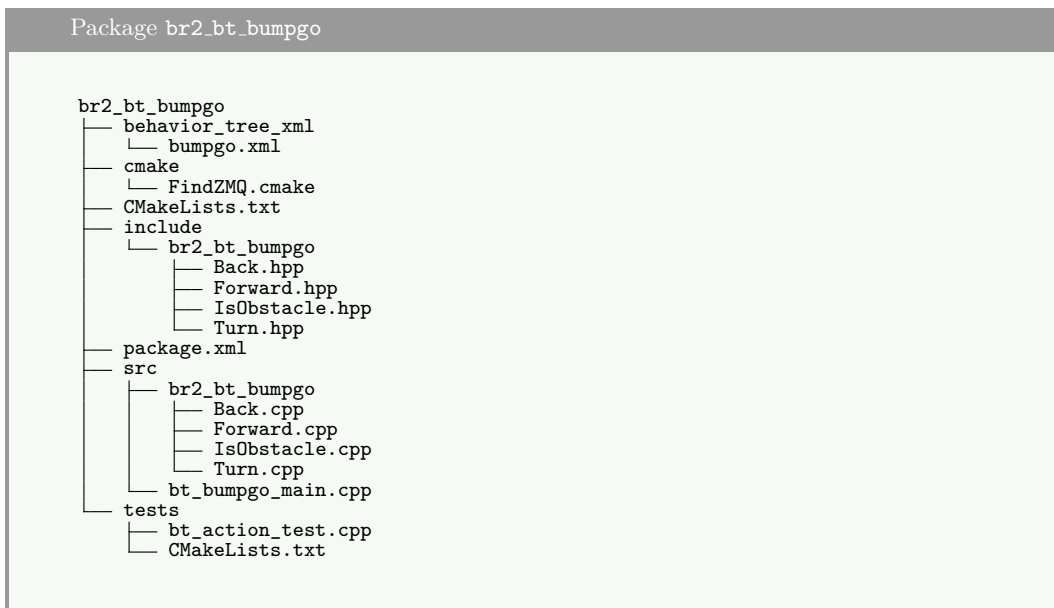 Package br2_bt_bumpgo
br2_bt_bumpgo
├── behavior_tree_xml
│   └── bumpgo.xml
├── cmake
│   └── FindZMQ.cmake
├── CMakeLists.txt
├── include
│   └── br2_bt_bumpgo
│       ├── Back.hpp
│       ├── Forward.hpp
│       ├── IsObstacle.hpp
│       └── Turn.hpp
├── package.xml
├── src
│   ├── br2_bt_bumpgo
│   │   ├── Back.cpp
│   │   ├── Forward.cpp
│   │   ├── IsObstacle.cpp
│   │   └── Turn.cpp
│   └── bt_bumpgo_main.cpp
└── tests
    ├── bt_action_test.cpp
    └── CMakeLists.txt